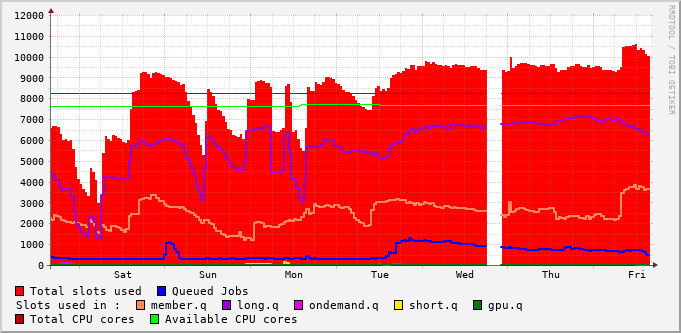 12000
11000
10000
9000
8000
7000
6000
5000
4000
3000
2000
1000
0
Sat Sun Mon Tue Wed Thu Fri
RRDTOOL / TOBI OETIKER
Total slots used Queued Jobs
Slots used in : member.q long.q ondemand.q short.q gpu.q
Total CPU cores Available CPU cores